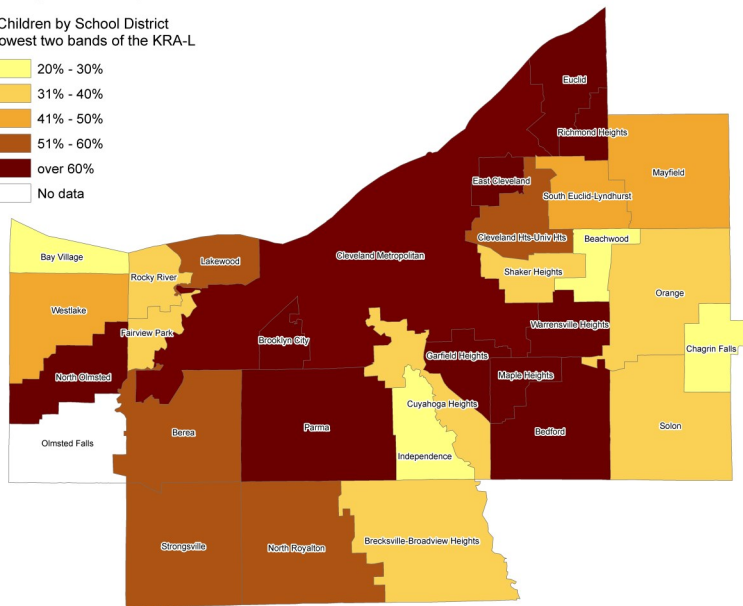 Children by School District
owest two bands of the KRA-L
20% - 30%
31% - 40%
41% - 50%
51% - 60%
over 60%
No data
Euclid
Richmond Heights
Mayfield
East Cleveland
South Euclid-Lyndhurst
Cleveland Hts-Univ Hts
Beachwood
Bay Village
Lakewood
Cleveland Metropolitan
Rocky River
Shaker Heights
Orange
Westlake
Warrensville Heights
Fairview Park
Brooklyn City
Chagrin Falls
Garfield Heights
North Olmsted
Maple Heights
Cuyahoga Heights
Solon
Parma
Bedford
Berea
Olmsted Falls
Independence
Brecksville-Broadview Heights
Strongsville
North Royalton